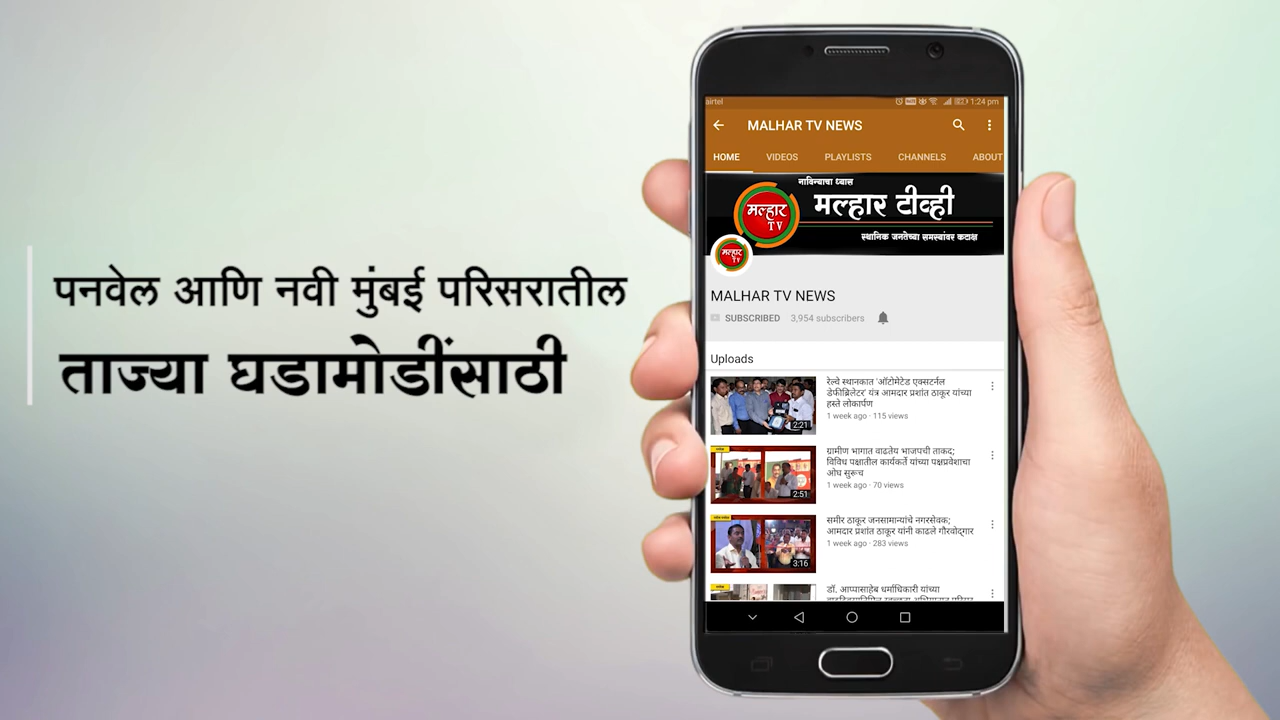 पनवेल आणि नवी मुंबई परिसरातील
ताज्या घडामोडींसाठी
airtel
1:24 pm
MALHAR TV NEWS
HOME VIDEOS PLAYLISTS CHANNELS ABOUT
नाविन्याचा ध्यास
मल्हार टीव्ही
स्थानिक जनतेच्या समस्यांवर कटाक्ष
मल्हार
TV
मल्हार
TV
MALHAR TV NEWS
SUBSCRIBED 3,954 subscribers
Uploads
रेल्वे स्थानकात 'ऑटोमेटेड एक्सटर्नल
डेफीब्रिलेटर' यंत्र आमदार प्रशांत ठाकूर यांच्या
हस्ते लोकार्पण
1 week ago · 115 views
2:21
ग्रामीण भागात वाढतेय भाजपची ताकद;
विविध पक्षातील कार्यकर्ते यांच्या पक्षप्रवेशाचा
ओघ सुरूच
1 week ago · 70 views
2:51
समीर ठाकूर जनसामान्यांचे नगरसेवक;
आमदार प्रशांत ठाकूर यांनी काढले गौरवोद्गार
1 week ago · 283 views
3:16
डॉ. आप्पासाहेब धर्माधिकारी यांच्या